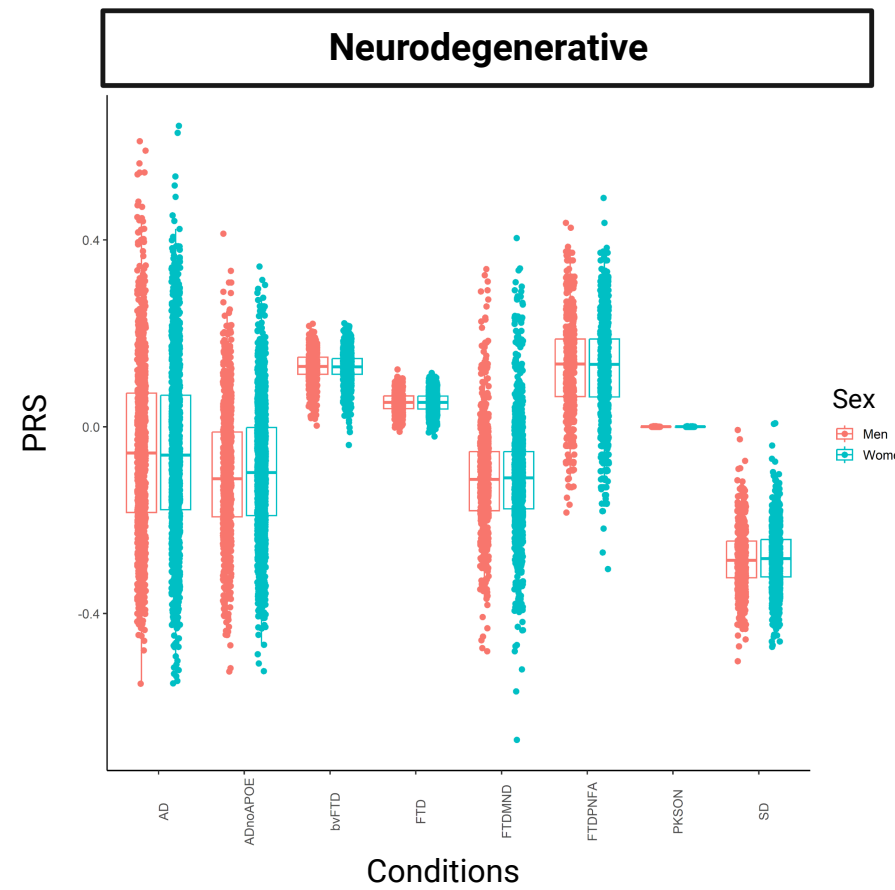 Neurodegenerative
PRS
0.4
0.0
-0.4
AD
ADnoAPOE
bvFTD
FTD
FTDMND
FTDPNFA
PKSON
SD
Conditions
Sex
Men
Wome